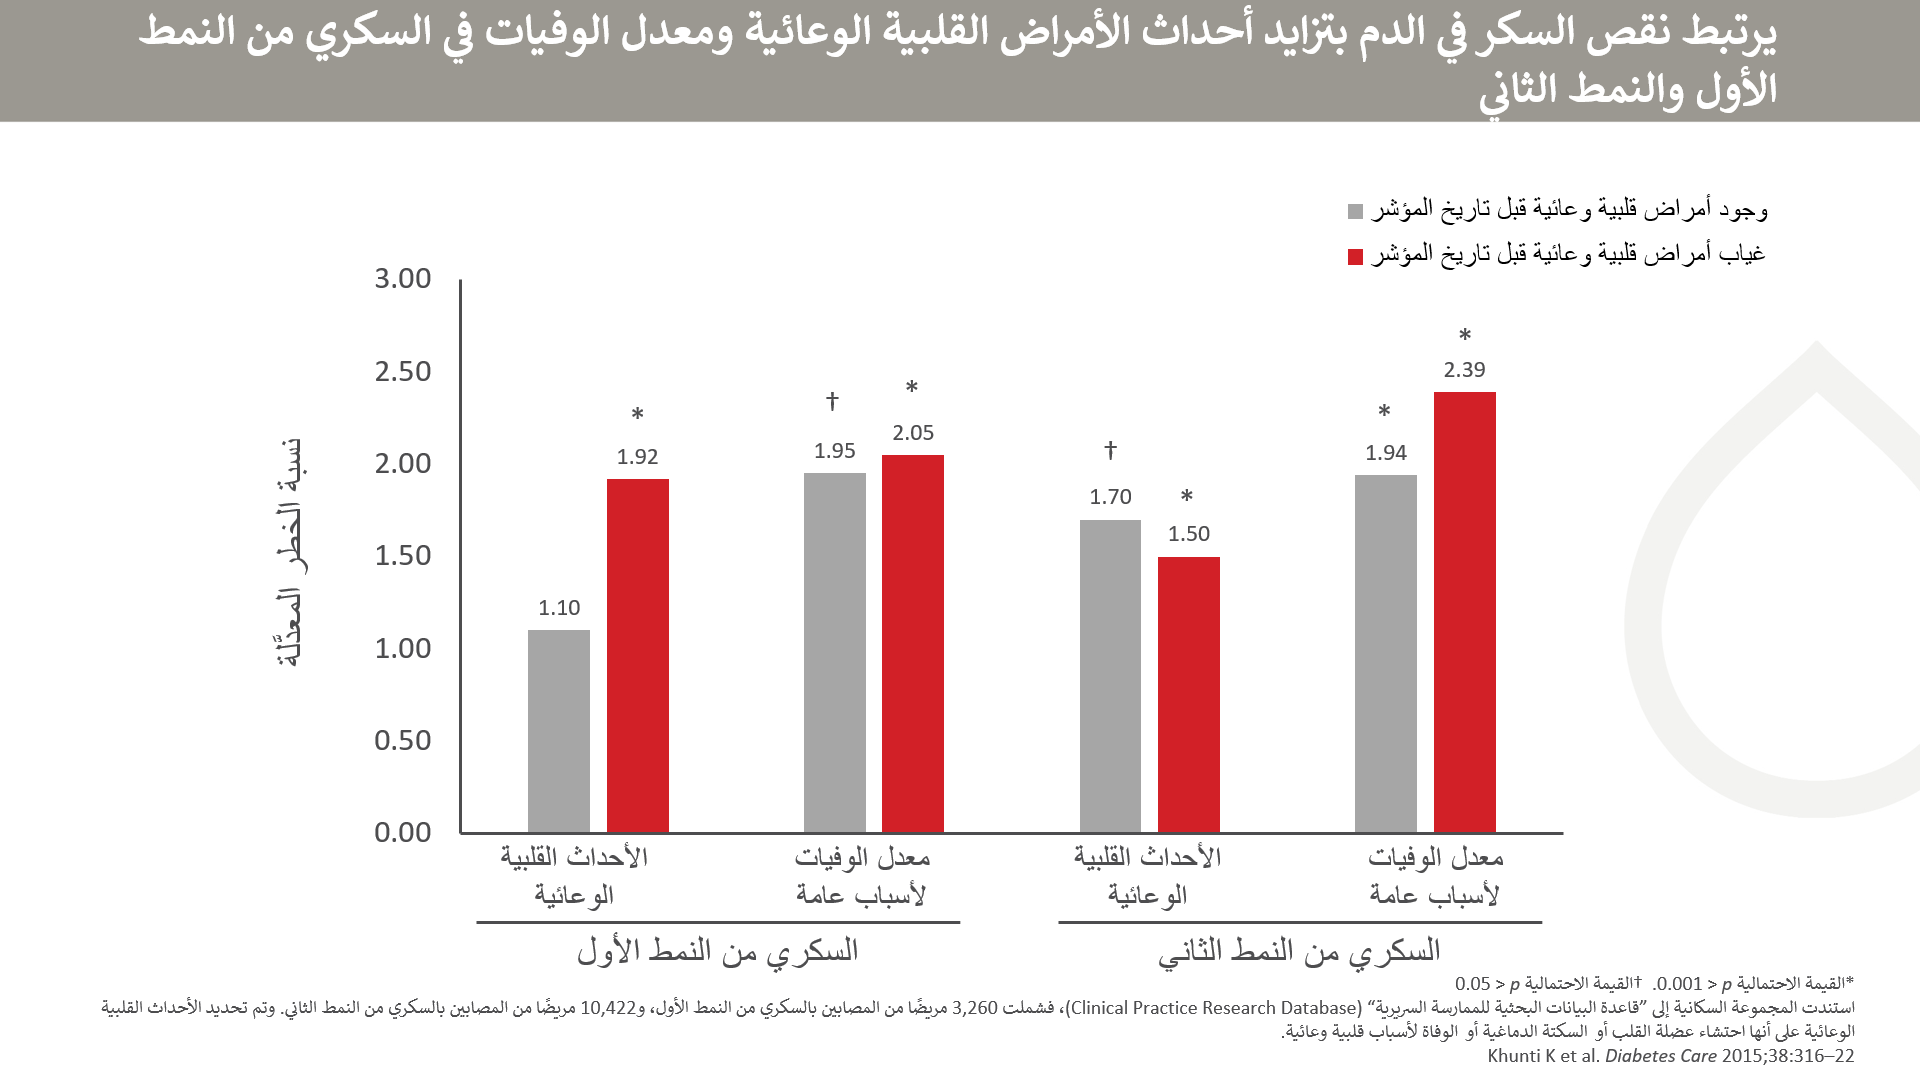 يرتبط نقص السكر في الدم بتزايد أحداث الأمراض القلبية الوعائية ومعدل الوفيات في السكري من النمط
الأول والنمط الثاني
وجود أمراض قلبية وعائية قبل تاريخ المؤشر
غياب أمراض قلبية وعائية قبل تاريخ المؤشر
نسبة الخطر المعدَّلة
3.00
2.50
2.00
1.50
1.00
0.50
0.00
1.10
*
1.92
†
1.95
*
2.05
†
1.70
*
1.50
*
1.94
*
2.39
الأحداث القلبية
الوعائية
معدل الوفيات
لأسباب عامة
الأحداث القلبية
الوعائية
معدل الوفيات
لأسباب عامة
السكري من النمط الأول
السكري من النمط الثاني
*القيمة الاحتمالية p < 0.001. †القيمة الاحتمالية p < 0.05
استندت المجموعة السكانية إلى ”قاعدة البيانات البحثية للممارسة السريرية“ (Clinical Practice Research Database)، فشملت 3,260 مريضًا من المصابين بالسكري من النمط الأول، و10,422 مريضًا من المصابين بالسكري من النمط الثاني. وتم تحديد الأحداث القلبية
الوعائية على أنها احتشاء عضلة القلب أو السكتة الدماغية أو الوفاة لأسباب قلبية وعائية.
Khunti K et al. Diabetes Care 2015;38:316–22